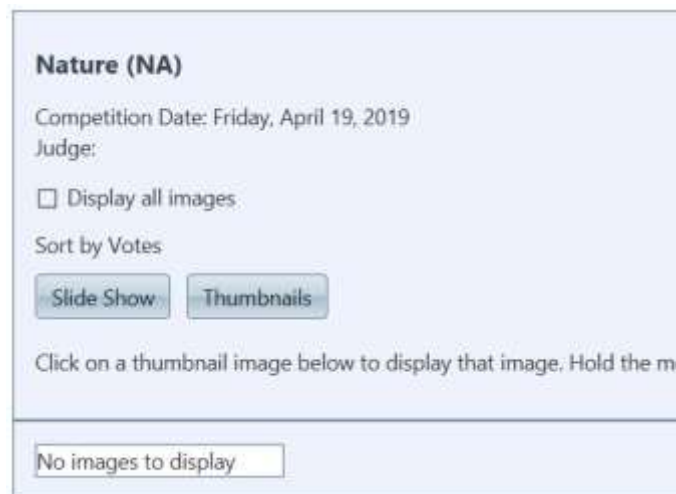 Nature (NA)
Competition Date: Friday, April 19, 2019
Judge:
Display all images
Sort by Votes
Slide Show Thumbnails
Click on a thumbnail image below to display that image. Hold the
No images to display